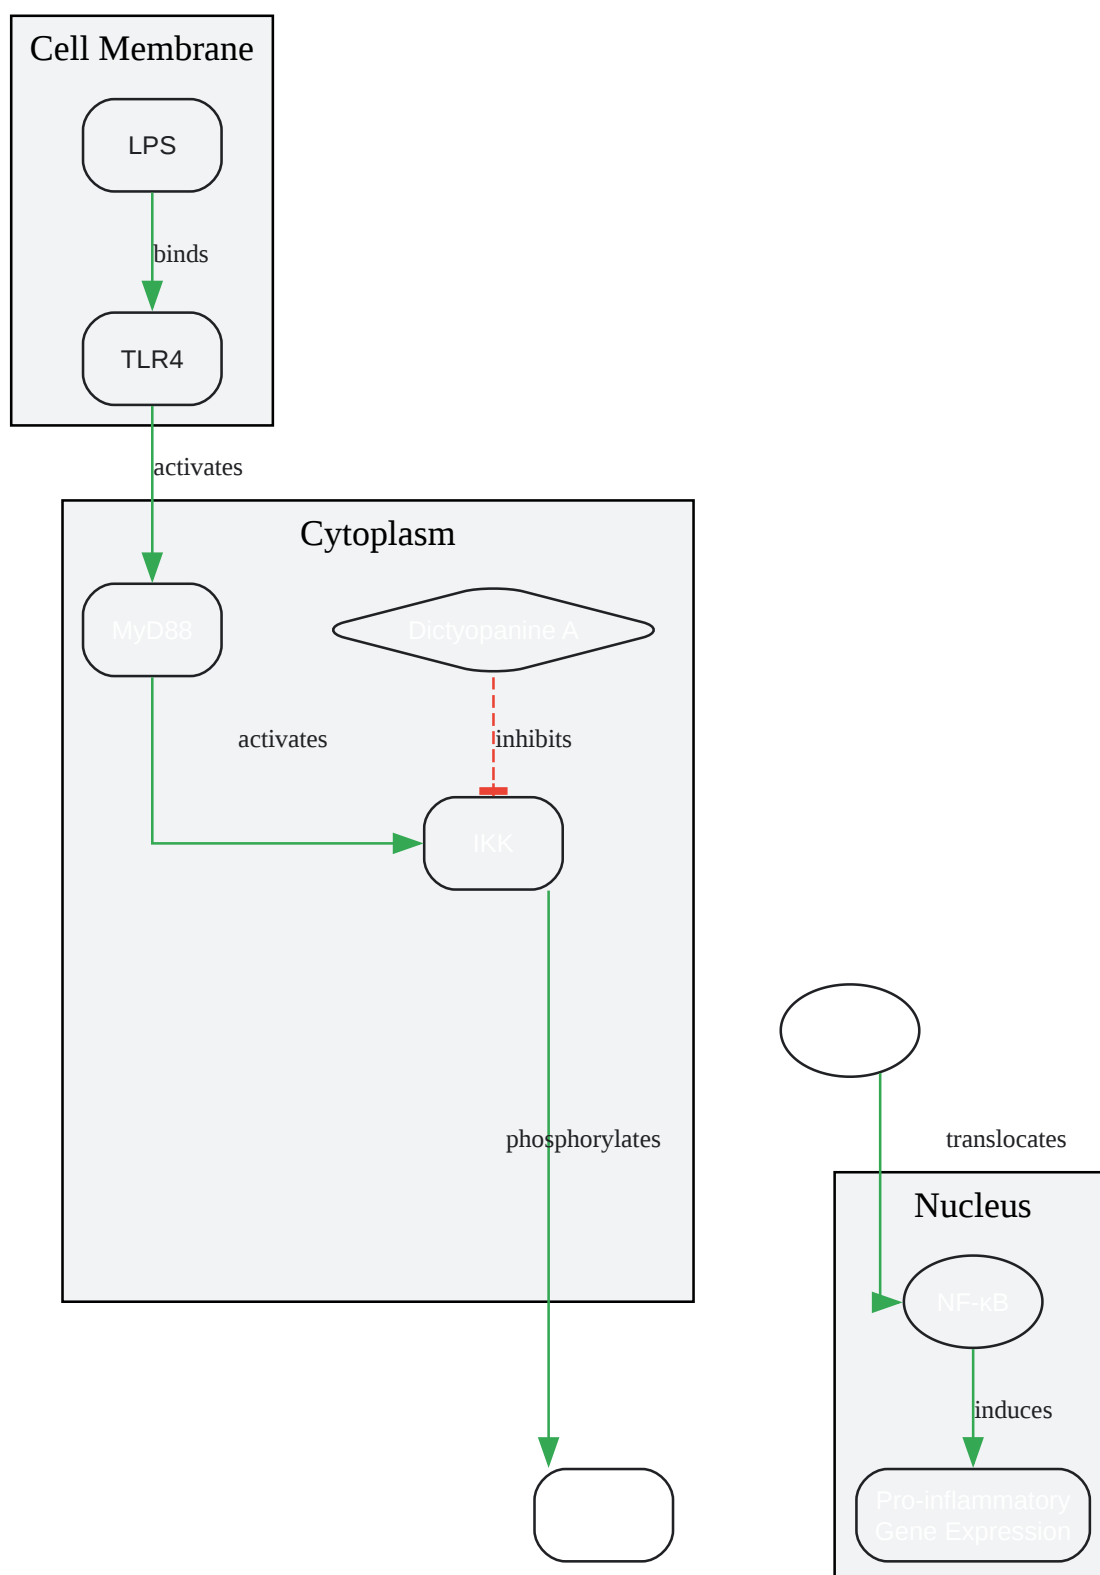 Cell Membrane
LPS
binds
TLR4
activates
Cytoplasm
MyD88
Dictyopanine A
activates
inhibits
IKK
phosphorylates
translocates
Nucleus
NF-κB
induces
Pro-inflammatory
Gene Expression